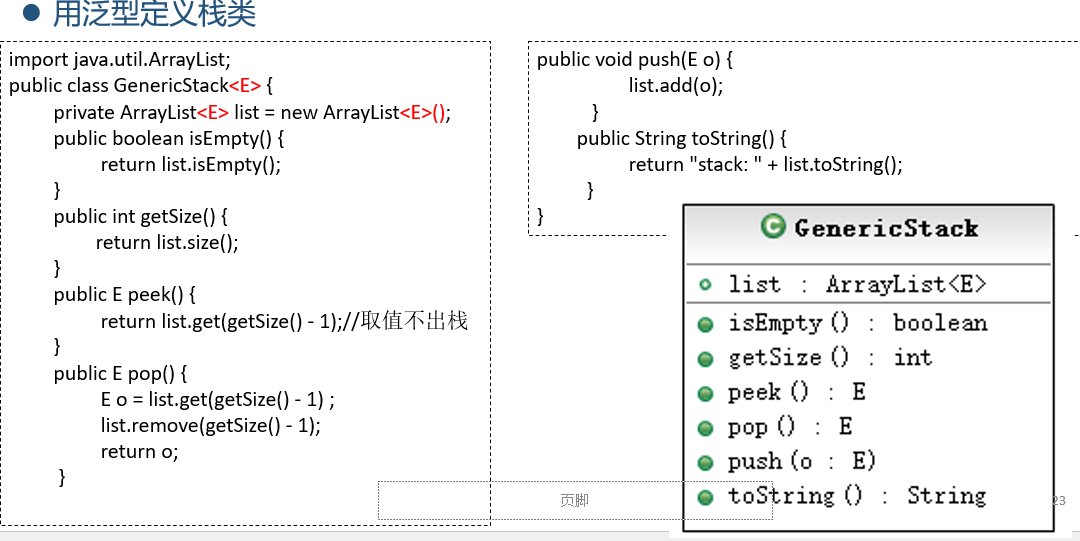 用泛型定义栈类
import java.util.ArrayList;
public class GenericStack<E> {
private ArrayList<E> list = new ArrayList<E>();
public boolean isEmpty() {
return list.isEmpty();
}
public int getSize() {
return list.size();
}
public E peek() {
return list.get(getSize() - 1);//取值不出栈
}
public E pop() {
E o = list.get(getSize() - 1) ;
list.remove(getSize() - 1);
return o;
}
public void push(E o) {
list.add(o);
}
public String toString() {
return "stack: " + list.toString();
}
}
C GenericStack
list : ArrayList<E>
isEmpty() : boolean
getSize() : int
peek() : E
pop() : E
push(o : E)
toString() : String
页脚
23